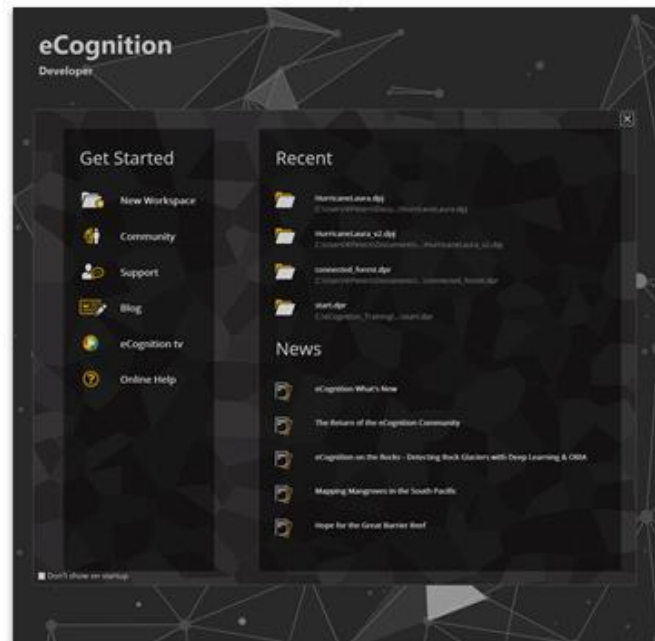 eCognition
Developer
Get Started
New Workspace
Community
Support
Blog
eCognition tv
Online Help
Recent
HurricaneLaura.dpj
HurricaneLaura_v2.dpj
connected_forest.dpr
start.dpr
C:\eCognition_Training\...\start.dpr
News
eCognition What's New
The Return of the eCognition Community
eCognition on the Rocks - Detecting Rock Glaciers with Deep Learning & OBIA
Mapping Mangroves in the South Pacific
Hope for the Great Barrier Reef
Don't show on startup